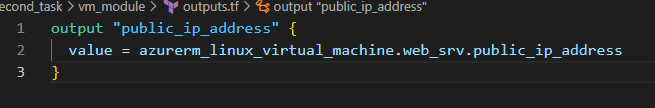 econd_task > vm_module > outputs.tf > output "public_ip_address"
1 output "public_ip_address" {
2 value = azurerm_linux_virtual_machine.web_srv.public_ip_address
3 }